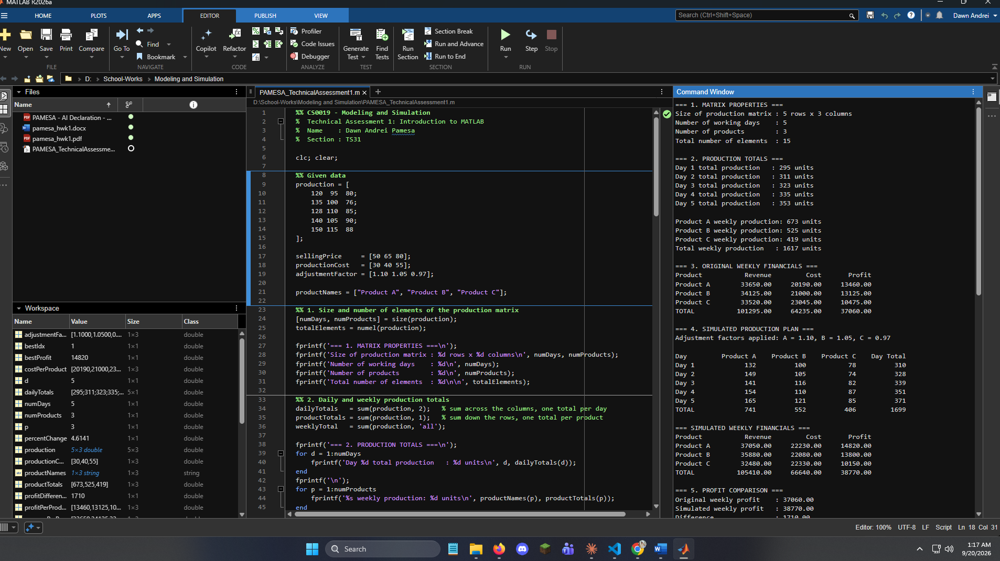 MATLAB R2026a
HOME PLOTS APPS EDITOR PUBLISH VIEW
Search (Ctrl+Shift+Space)
Dawn Andrei
New Open Save Print Compare
FILE
Go To Find Bookmark
NAVIGATE
Copilot Refactor
CODE
Profiler
Code Issues
Debugger
ANALYZE
Generate Test Find Tests
TEST
Run Section
Section Break
Run and Advance
Run to End
SECTION
Run Step Stop
RUN
D: School-Works Modeling and Simulation
Files
Name
PAMESA - AI Declaration - ...
pamesa_hwk1.docx
pamesa_hwk1.pdf
PAMESA_TechnicalAssessme...
Workspace
Name Value Size Class
adjustmentFa... [1.1000,1.0500,0.... 1×3 double
bestIdx 1 1×1 double
bestProfit 14820 1×1 double
costPerProduct [20190,21000,23... 1×3 double
d 5 1×1 double
dailyTotals [295;311;323;335;... 5×1 double
numDays 5 1×1 double
numProducts 3 1×1 double
p 3 1×1 double
percentChange 4.6141 1×1 double
production 5×3 double 5×3 double
productionC... [30,40,55] 1×3 double
productNames 1×3 string 1×3 string
productTotals [673,525,419] 1×3 double
profitDifferen... 1710 1×1 double
profitPerProd... [13460,13125,10... 1×3 double
PAMESA_TechnicalAssessment1.m
D:\School-Works\Modeling and Simulation\PAMESA_TechnicalAssessment1.m
1 %% CS0019 - Modeling and Simulation
2 % Technical Assessment 1: Introduction to MATLAB
3 % Name : Dawn Andrei Pamesa
4 % Section : TS31
5
6 clc; clear;
7
8 %% Given data
9 production = [
10 120 95 80;
11 135 100 76;
12 128 110 85;
13 140 105 90;
14 150 115 88
15 ];
16
17 sellingPrice = [50 65 80];
18 productionCost = [30 40 55];
19 adjustmentFactor = [1.10 1.05 0.97];
20
21 productNames = ["Product A", "Product B", "Product C"];
22
23 %% 1. Size and number of elements of the production matrix
24 [numDays, numProducts] = size(production);
25 totalElements = numel(production);
26
27 fprintf('=== 1. MATRIX PROPERTIES ===\n');
28 fprintf('Size of production matrix : %d rows x %d columns\n', numDays, numProducts);
29 fprintf('Number of working days : %d\n', numDays);
30 fprintf('Number of products : %d\n', numProducts);
31 fprintf('Total number of elements : %d\n\n', totalElements);
32
33 %% 2. Daily and weekly production totals
34 dailyTotals = sum(production, 2); % sum across the columns, one total per day
35 productTotals = sum(production, 1); % sum down the rows, one total per product
36 weeklyTotal = sum(production, 'all');
37
38 fprintf('=== 2. PRODUCTION TOTALS ===\n');
39 for d = 1:numDays
40 fprintf('Day %d total production : %d units\n', d, dailyTotals(d));
41 end
42 fprintf('\n');
43 for p = 1:numProducts
44 fprintf('%s weekly production: %d units\n', productNames(p), productTotals(p));
45 end
Command Window
=== 1. MATRIX PROPERTIES ===
Size of production matrix : 5 rows x 3 columns
Number of working days : 5
Number of products : 3
Total number of elements : 15
=== 2. PRODUCTION TOTALS ===
Day 1 total production : 295 units
Day 2 total production : 311 units
Day 3 total production : 323 units
Day 4 total production : 335 units
Day 5 total production : 353 units
Product A weekly production: 673 units
Product B weekly production: 525 units
Product C weekly production: 419 units
Total weekly production : 1617 units
=== 3. ORIGINAL WEEKLY FINANCIALS ===
Product Revenue Cost Profit
Product A 33650.00 20190.00 13460.00
Product B 34125.00 21000.00 13125.00
Product C 33520.00 23045.00 10475.00
TOTAL 101295.00 64235.00 37060.00
=== 4. SIMULATED PRODUCTION PLAN ===
Adjustment factors applied: A = 1.10, B = 1.05, C = 0.97
Day Product A Product B Product C Day Total
Day 1 132 100 78 310
Day 2 149 105 74 328
Day 3 141 116 82 339
Day 4 154 110 87 351
Day 5 165 121 85 371
TOTAL 741 552 406 1699
=== SIMULATED WEEKLY FINANCIALS ===
Product Revenue Cost Profit
Product A 37050.00 22230.00 14820.00
Product B 35880.00 22080.00 13800.00
Product C 32480.00 22330.00 10150.00
TOTAL 105410.00 66640.00 38770.00
=== 5. PROFIT COMPARISON ===
Original weekly profit : 37060.00
Simulated weekly profit : 38770.00
Difference : 1710.00
Editor: 100% UTF-8 LF Script Ln 18 Col 31
Search
1:17 AM
9/20/2026